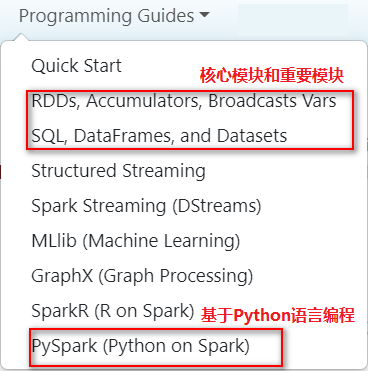 Programming Guides
Quick Start
核心模块和重要模块
RDDs, Accumulators, Broadcasts Vars
SQL, DataFrames, and Datasets
Structured Streaming
Spark Streaming (DStreams)
MLlib (Machine Learning)
GraphX (Graph Processing)
SparkR (R on Spark)
基于Python语言编程
PySpark (Python on Spark)